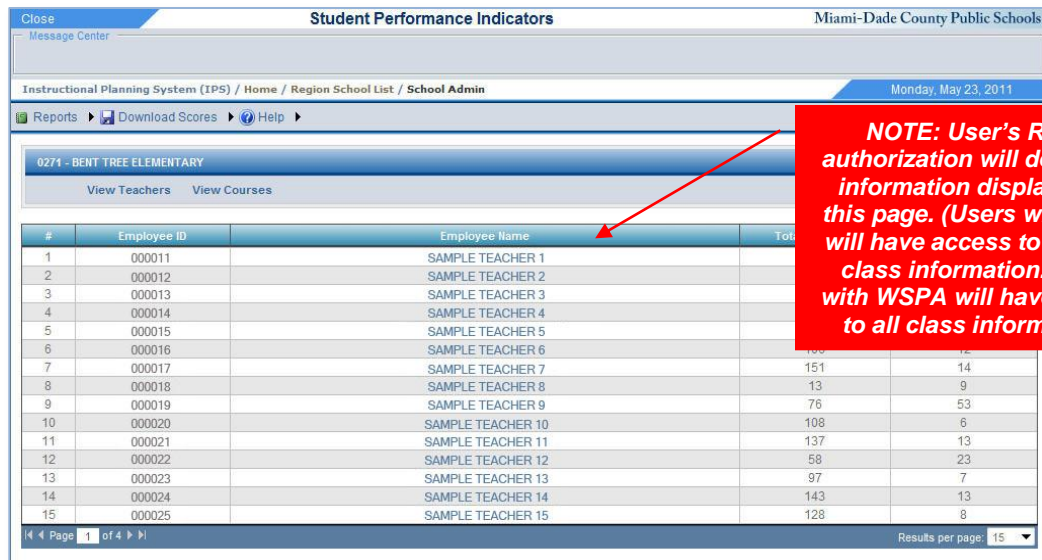 Close Student Performance Indicators Miami-Dade County Public Schools
Message Center
Instructional Planning System (IPS) / Home / Region School List / School Admin Monday, May 23, 2011
Reports Download Scores Help
0271 - BENT TREE ELEMENTARY
View Teachers View Courses
NOTE: User's R
authorization will d
information displa
this page. (Users w
will have access to
class information
with WSPA will hav
to all class inform
# Employee ID Employee Name Tot
1 000011 SAMPLE TEACHER 1
2 000012 SAMPLE TEACHER 2
3 000013 SAMPLE TEACHER 3
4 000014 SAMPLE TEACHER 4
5 000015 SAMPLE TEACHER 5
6 000016 SAMPLE TEACHER 6 12
7 000017 SAMPLE TEACHER 7 151 14
8 000018 SAMPLE TEACHER 8 13 9
9 000019 SAMPLE TEACHER 9 76 53
10 000020 SAMPLE TEACHER 10 108 6
11 000021 SAMPLE TEACHER 11 137 13
12 000022 SAMPLE TEACHER 12 58 23
13 000023 SAMPLE TEACHER 13 97 7
14 000024 SAMPLE TEACHER 14 143 13
15 000025 SAMPLE TEACHER 15 128 8
Page 1 of 4 Results per page: 15